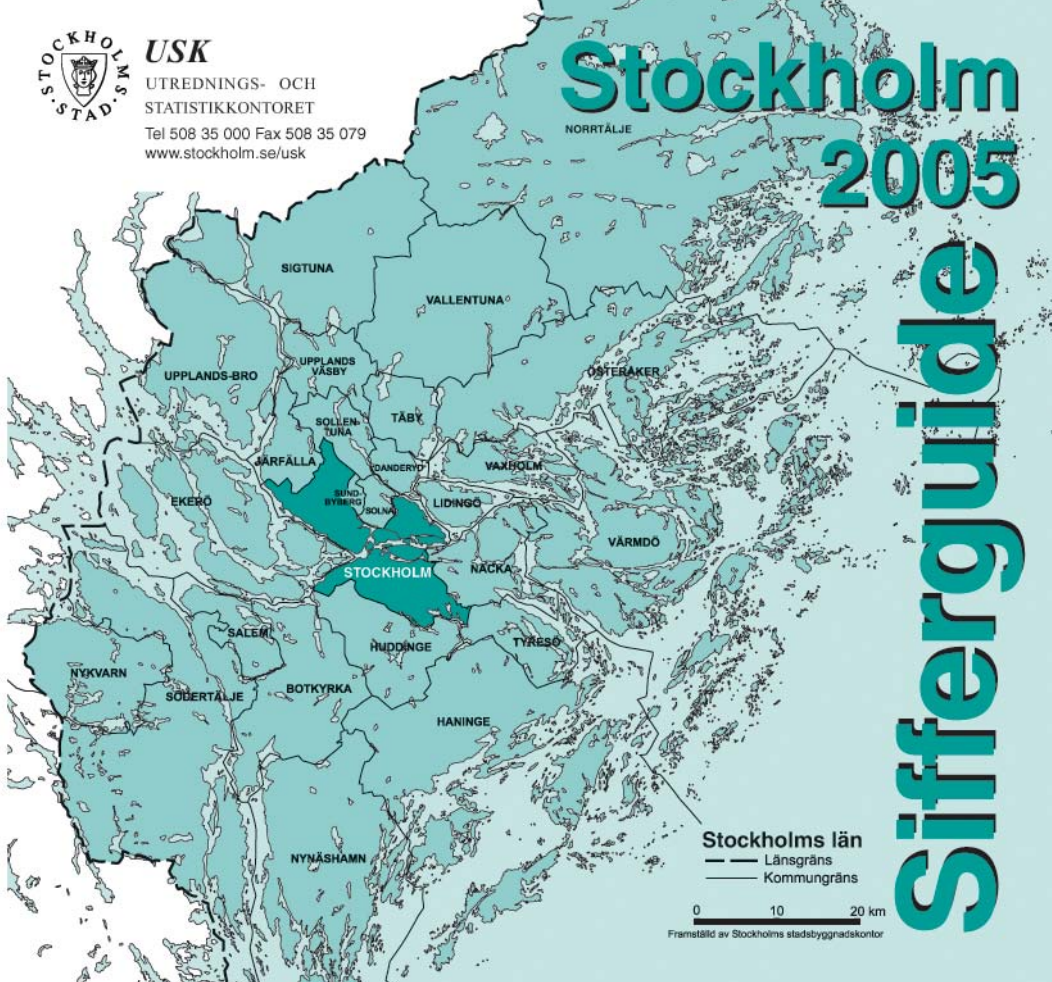 STOCKHOLMS
STAD
USK
UTREDNINGS- OCH
STATISTIKKONTORET
Tel 508 35 000 Fax 508 35 079
www.stockholm.se/usk
Stockholm
2005
Sifferguide
NORRTÄLJE
SIGTUNA
VALLENTUNA
UPPLANDS
VÄSBY
UPPLANDS-BRO
ÖSTERÅKER
TÄBY
SOLLEN-
TUNA
JÄRFÄLLA
DANDERYD
VAXHOLM
EKERÖ
SUND-
BYBERG
SOLNA
LIDINGÖ
VÄRMDÖ
STOCKHOLM
NACKA
SALEM
HUDDINGE
TYRESÖ
NYKVARN
SÖDERTÄLJE
BOTKYRKA
HANINGE
NYNÄSHAMN
Stockholms län
Länsgräns
Kommungräns
0 10 20 km
Framställd av Stockholms stadsbyggnadskontor